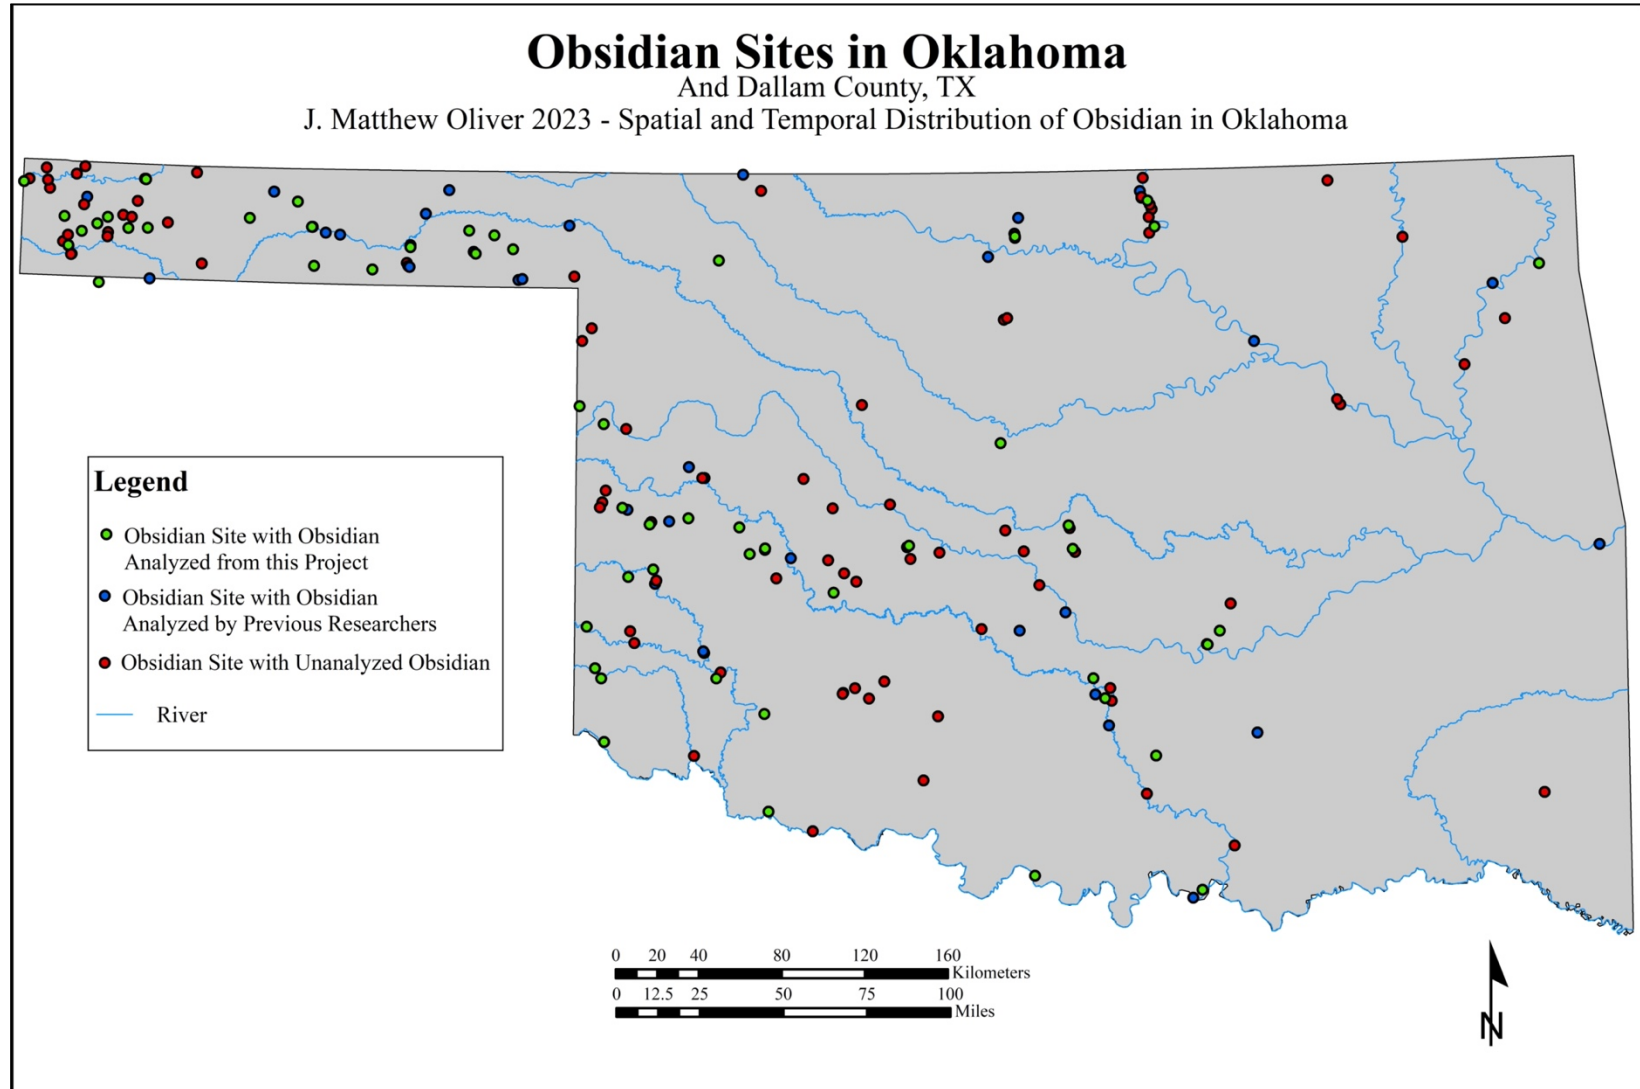 Obsidian Sites in Oklahoma
And Dallam County, TX
J. Matthew Oliver 2023 - Spatial and Temporal Distribution of Obsidian in Oklahoma
Legend
Obsidian Site with Obsidian
Analyzed from this Project
Obsidian Site with Obsidian
Analyzed by Previous Researchers
Obsidian Site with Unanalyzed Obsidian
River
0 20 40 80 120 160
Kilometers
0 12.5 25 50 75 100
Miles
N